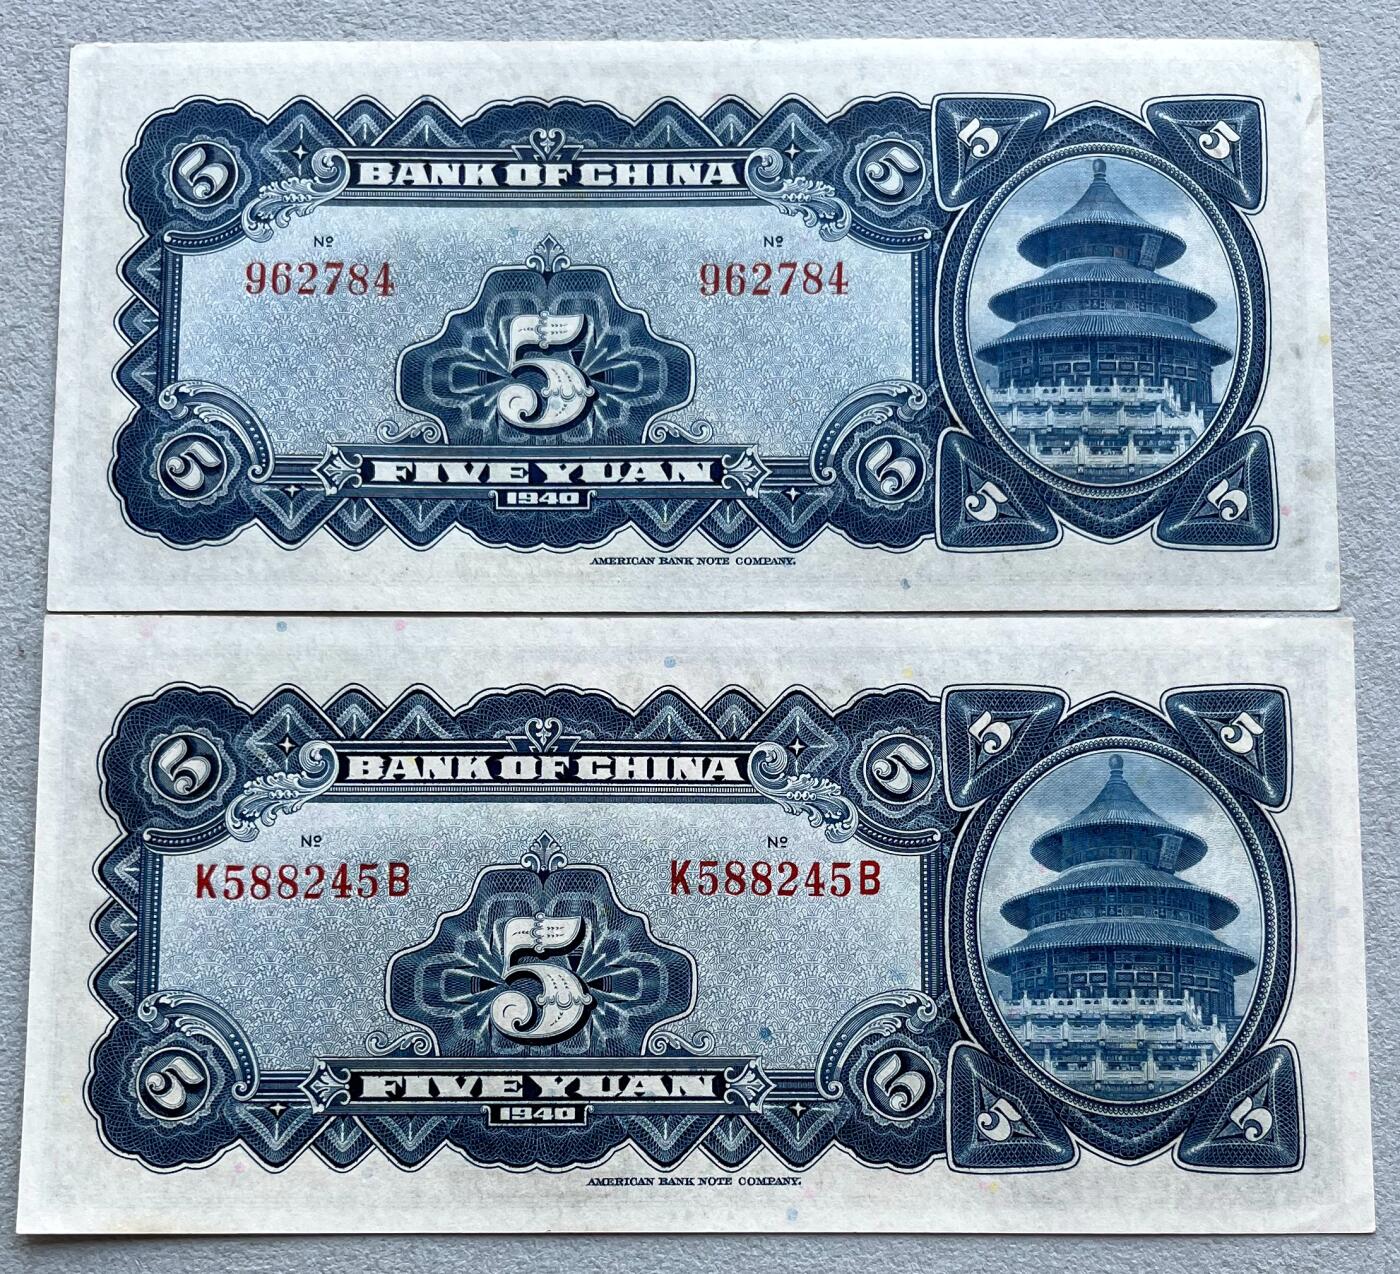 5 5 5 5
BANK OF CHINA
Nº Nº
962784 962784
5
5 5 5 5
FIVE YUAN
1940
AMERICAN BANK NOTE COMPANY.
5 5 5 5
BANK OF CHINA
Nº Nº
K588245B K588245B
5
5 5 5 5
FIVE YUAN
1940
AMERICAN BANK NOTE COMPANY.